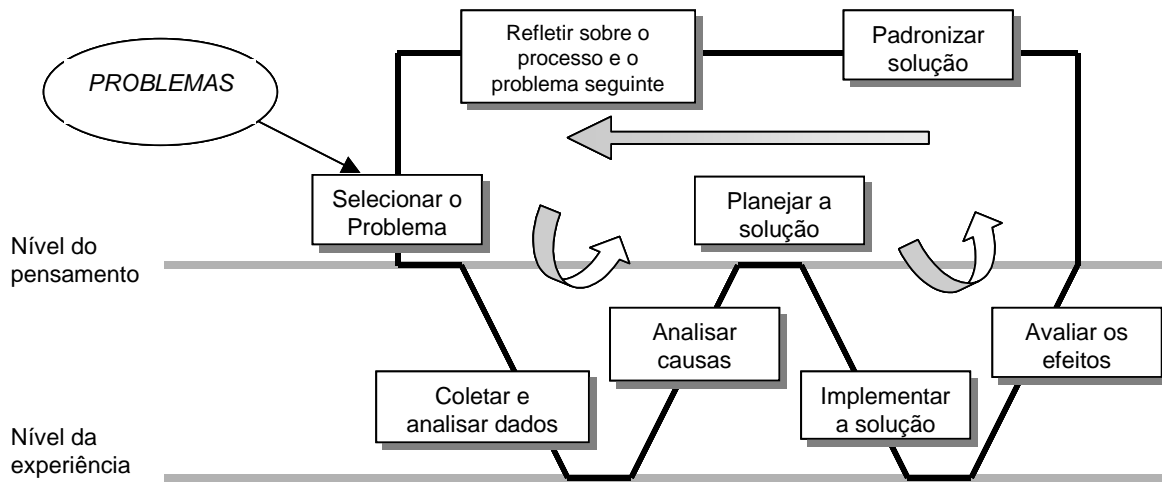 PROBLEMAS
Refletir sobre o
processo e o
problema seguinte
Padronizar
solução
Selecionar o
Problema
Planejar a
solução
Nível do
pensamento
Analisar
causas
Avaliar os
efeitos
Coletar e
analisar dados
Implementar
a solução
Nível da
experiência